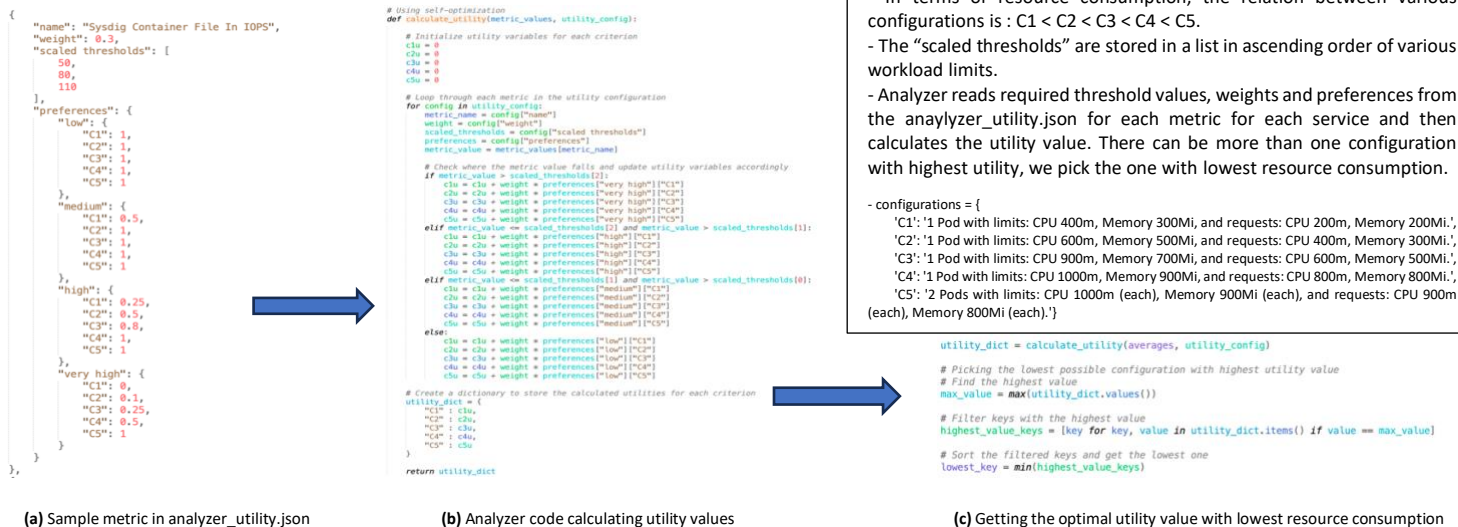 {
"name": "Sysdig Container File In IOPS",
"weight": 0.3,
"scaled thresholds": [
50,
80,
110
],
"preferences": {
"low": {
"C1": 1,
"C2": 1,
"C3": 1,
"C4": 1,
"C5": 1
},
"medium": {
"C1": 0.5,
"C2": 1,
"C3": 1,
"C4": 1,
"C5": 1
},
"high": {
"C1": 0.25,
"C2": 0.5,
"C3": 0.8,
"C4": 1,
"C5": 1
},
"very high": {
"C1": 0,
"C2": 0.1,
"C3": 0.25,
"C4": 0.5,
"C5": 1
}
}
},
(a) Sample metric in analyzer_utility.json
# Using self-optimization
def calculate_utility(metric_values, utility_config):
# Initialize utility variables for each criterion
c1u = 0
c2u = 0
c3u = 0
c4u = 0
c5u = 0
# Loop through each metric in the utility configuration
for config in utility_config:
metric_name = config["name"]
weight = config["weight"]
scaled_thresholds = config["scaled thresholds"]
preferences = config["preferences"]
metric_value = metric_values[metric_name]
# Check where the metric value falls and update utility variables accordingly
if metric_value > scaled_thresholds[2]:
c1u = c1u + weight * preferences["very high"]["C1"]
c2u = c2u + weight * preferences["very high"]["C2"]
c3u = c3u + weight * preferences["very high"]["C3"]
c4u = c4u + weight * preferences["very high"]["C4"]
c5u = c5u + weight * preferences["very high"]["C5"]
elif metric_value <= scaled_thresholds[2] and metric_value > scaled_thresholds[1]:
c1u = c1u + weight * preferences["high"]["C1"]
c2u = c2u + weight * preferences["high"]["C2"]
c3u = c3u + weight * preferences["high"]["C3"]
c4u = c4u + weight * preferences["high"]["C4"]
c5u = c5u + weight * preferences["high"]["C5"]
elif metric_value <= scaled_thresholds[1] and metric_value > scaled_thresholds[0]:
c1u = c1u + weight * preferences["medium"]["C1"]
c2u = c2u + weight * preferences["medium"]["C2"]
c3u = c3u + weight * preferences["medium"]["C3"]
c4u = c4u + weight * preferences["medium"]["C4"]
c5u = c5u + weight * preferences["medium"]["C5"]
else:
c1u = c1u + weight * preferences["low"]["C1"]
c2u = c2u + weight * preferences["low"]["C2"]
c3u = c3u + weight * preferences["low"]["C3"]
c4u = c4u + weight * preferences["low"]["C4"]
c5u = c5u + weight * preferences["low"]["C5"]
# Create a dictionary to store the calculated utilities for each criterion
utility_dict = {
"C1" : c1u,
"C2" : c2u,
"C3" : c3u,
"C4" : c4u,
"C5" : c5u
}
return utility_dict
(b) Analyzer code calculating utility values
- In terms of resource consumption, the relation between various
configurations is : C1 < C2 < C3 < C4 < C5.
- The “scaled thresholds” are stored in a list in ascending order of various
workload limits.
- Analyzer reads required threshold values, weights and preferences from
the anaylyzer_utility.json for each metric for each service and then
calculates the utility value. There can be more than one configuration
with highest utility, we pick the one with lowest resource consumption.
- configurations = {
'C1': '1 Pod with limits: CPU 400m, Memory 300Mi, and requests: CPU 200m, Memory 200Mi.',
'C2': '1 Pod with limits: CPU 600m, Memory 500Mi, and requests: CPU 400m, Memory 300Mi.',
'C3': '1 Pod with limits: CPU 900m, Memory 700Mi, and requests: CPU 600m, Memory 500Mi.',
'C4': '1 Pod with limits: CPU 1000m, Memory 900Mi, and requests: CPU 800m, Memory 800Mi.',
'C5': '2 Pods with limits: CPU 1000m (each), Memory 900Mi (each), and requests: CPU 900m
(each), Memory 800Mi (each).'}
utility_dict = calculate_utility(averages, utility_config)
# Picking the lowest possible configuration with highest utility value
# Find the highest value
max_value = max(utility_dict.values())
# Filter keys with the highest value
highest_value_keys = [key for key, value in utility_dict.items() if value == max_value]
# Sort the filtered keys and get the lowest one
lowest_key = min(highest_value_keys)
(c) Getting the optimal utility value with lowest resource consumption